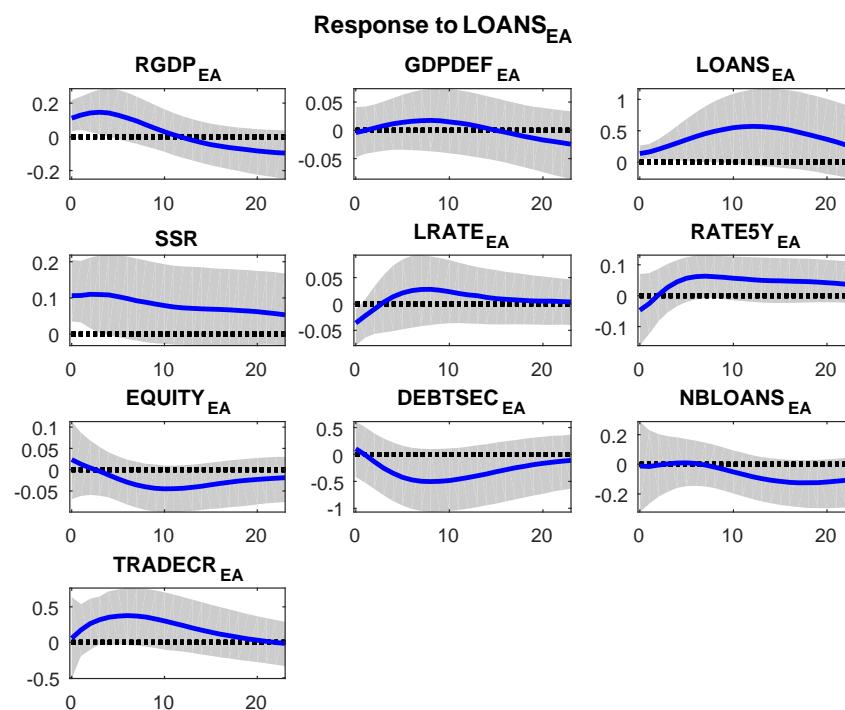 Response to LOANS_EA
RGDP_EA GDPDEF_EA LOANS_EA
0.2 0 -0.2
0 10 20
0.05 0 -0.05
0 10 20
1 0.5 0
0 10 20
SSR LRATE_EA RATE5Y_EA
0.2 0.1 0
0 10 20
0.05 0 -0.05
0 10 20
0.1 0 -0.1
0 10 20
EQUITY_EA DEBTSEC_EA NBLOANS_EA
0.1 0.05 0 -0.05
0 10 20
0.5 0 -0.5 -1
0 10 20
0.2 0 -0.2
0 10 20
TRADECR_EA
0.5 0 -0.5
0 10 20